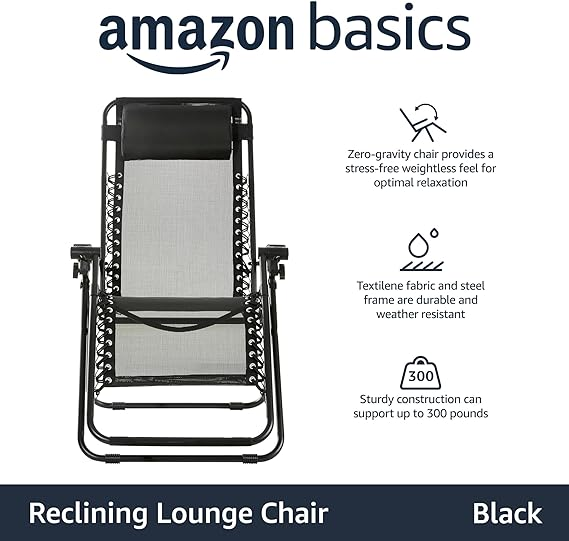 amazon basics
Zero-gravity chair provides a
stress-free weightless feel for
optimal relaxation
Textilene fabric and steel
frame are durable and
weather resistant
300
Sturdy construction can
support up to 300 pounds
Reclining Lounge Chair
Black